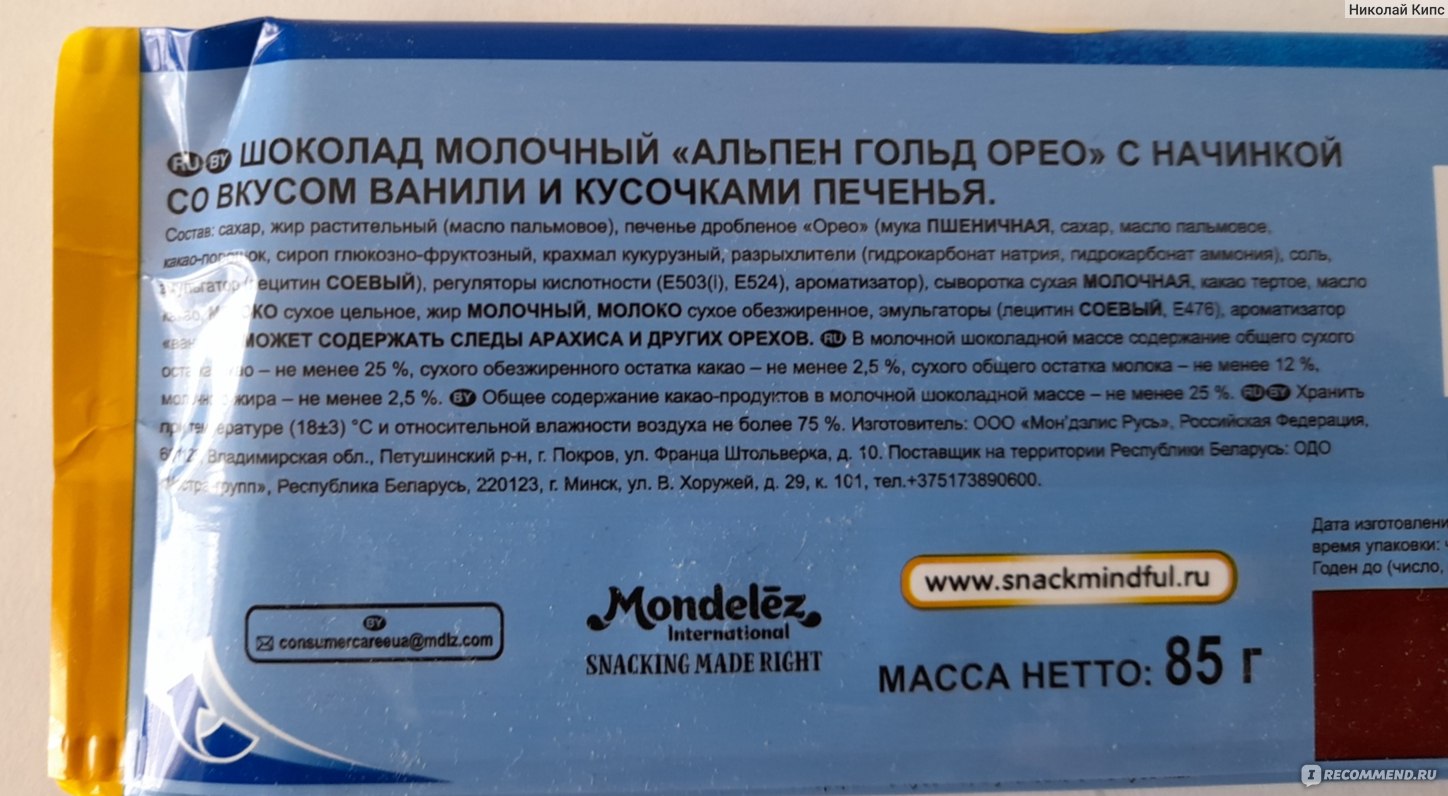 Николай Кипс
RU BY ШОКОЛАД МОЛОЧНЫЙ «АЛЬПЕН ГОЛЬД ОРЕО» С НАЧИНКОЙ
СО ВКУСОМ ВАНИЛИ И КУСОЧКАМИ ПЕЧЕНЬЯ.
Состав: сахар, жир растительный (масло пальмовое), печенье дробленое «Орео» (мука ПШЕНИЧНАЯ, сахар, масло пальмовое,
сироп глюкозно-фруктозный, крахмал кукурузный, разрыхлители (гидрокарбонат натрия, гидрокарбонат аммония), соль,
СОЕВЫЙ), регуляторы кислотности (E503(i), E524), ароматизатор), сыворотка сухая МОЛОЧНАЯ, какао тертое, масло
сухое цельное, жир МОЛОЧНЫЙ, МОЛОКО сухое обезжиренное, эмульгаторы (лецитин СОЕВЫЙ, E476), ароматизатор
МОЖЕТ СОДЕРЖАТЬ СЛЕДЫ АРАХИСА И ДРУГИХ ОРЕХОВ. RU В молочной шоколадной массе содержание общего сухого
– не менее 25 %, сухого обезжиренного остатка какао – не менее 2,5 %, сухого общего остатка молока – не менее 12 %,
жира – не менее 2,5 %. BY Общее содержание какао-продуктов в молочной шоколадной массе – не менее 25 %. RU BY Хранить
(18±3) °C и относительной влажности воздуха не более 75 %. Изготовитель: ООО «Мон'дэлис Русь», Российская Федерация,
Владимирская обл., Петушинский р-н, г. Покров, ул. Франца Штольверка, д. 10. Поставщик на территории Республики Беларусь: ОДО
Республика Беларусь, 220123, г. Минск, ул. В. Хоружей, д. 29, к. 101, тел.+375173890600.
Дата изготовлени
время упаковки:
Годен до (число,
www.snackmindful.ru
BY
consumercareeua@mdlz.com
Mondelēz
International
SNACKING MADE RIGHT
МАССА НЕТТО: 85 г
IRECOMMEND.RU